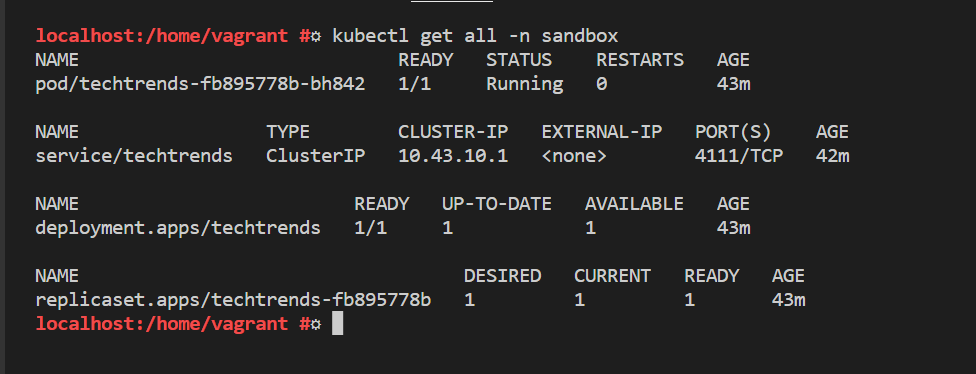 localhost:/home/vagrant #☼ kubectl get all -n sandbox
NAME READY STATUS RESTARTS AGE
pod/techtrends-fb895778b-bh842 1/1 Running 0 43m
NAME TYPE CLUSTER-IP EXTERNAL-IP PORT(S) AGE
service/techtrends ClusterIP 10.43.10.1 <none> 4111/TCP 42m
NAME READY UP-TO-DATE AVAILABLE AGE
deployment.apps/techtrends 1/1 1 1 43m
NAME DESIRED CURRENT READY AGE
replicaset.apps/techtrends-fb895778b 1 1 1 43m
localhost:/home/vagrant #☼